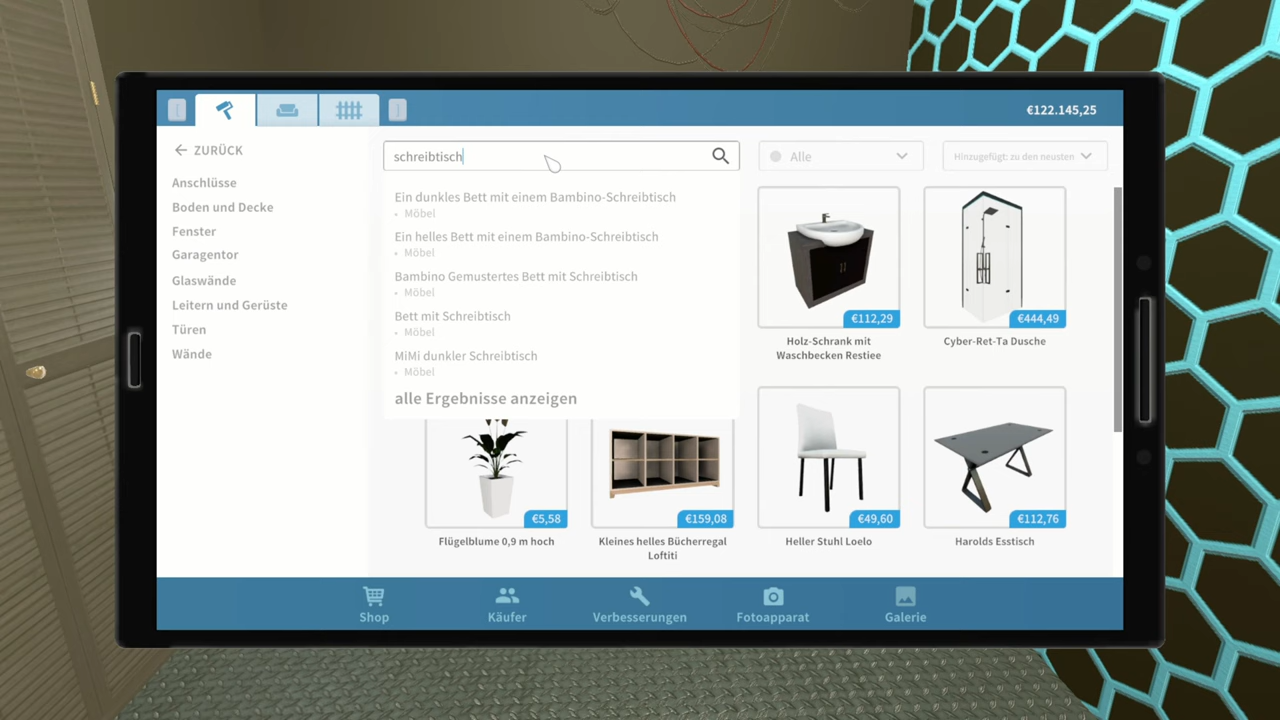 €122.145,25
ZURÜCK
Anschlüsse
Boden und Decke
Fenster
Garagentor
Glaswände
Leitern und Gerüste
Türen
Wände
schreibtisch
Alle
Hinzugefügt: zu den neusten
Ein dunkles Bett mit einem Bambino-Schreibtisch
• Möbel
Ein helles Bett mit einem Bambino-Schreibtisch
• Möbel
Bambino Gemustertes Bett mit Schreibtisch
• Möbel
Bett mit Schreibtisch
• Möbel
MiMi dunkler Schreibtisch
• Möbel
alle Ergebnisse anzeigen
€112,29
Holz-Schrank mit
Waschbecken Restiee
€444,49
Cyber-Ret-Ta Dusche
€5,58
Flügelblume 0,9 m hoch
€159,08
Kleines helles Bücherregal
Loftiti
€49,60
Heller Stuhl Loelo
€112,76
Harolds Esstisch
Shop
Käufer
Verbesserungen
Fotoapparat
Galerie